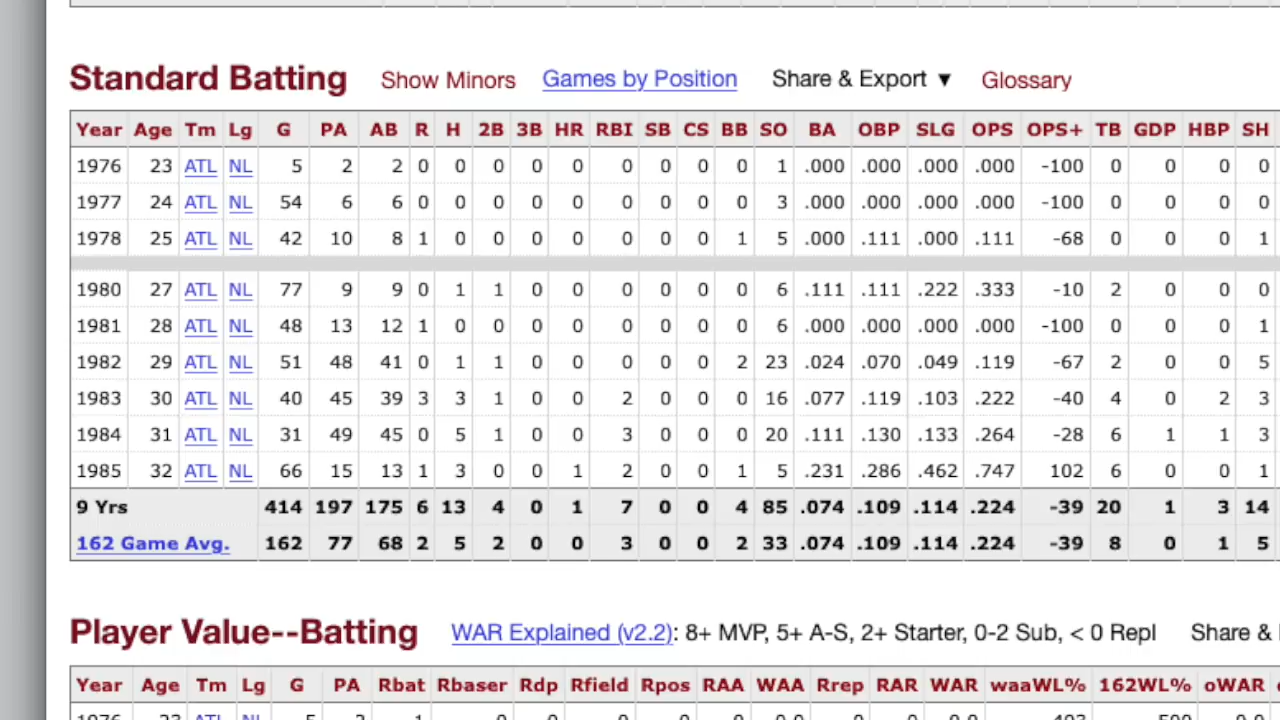 Standard Batting Show Minors Games by Position Share & Export ▼ Glossary
Year Age Tm Lg G PA AB R H 2B 3B HR RBI SB CS BB SO BA OBP SLG OPS OPS+ TB GDP HBP SH
1976 23 ATL NL 5 2 2 0 0 0 0 0 0 0 0 0 1 .000 .000 .000 .000 -100 0 0 0 0
1977 24 ATL NL 54 6 6 0 0 0 0 0 0 0 0 0 3 .000 .000 .000 .000 -100 0 0 0 0
1978 25 ATL NL 42 10 8 1 0 0 0 0 0 0 0 1 5 .000 .111 .000 .111 -68 0 0 0 1
1980 27 ATL NL 77 9 9 0 1 1 0 0 0 0 0 0 6 .111 .111 .222 .333 -10 2 0 0 0
1981 28 ATL NL 48 13 12 1 0 0 0 0 0 0 0 0 6 .000 .000 .000 .000 -100 0 0 0 1
1982 29 ATL NL 51 48 41 0 1 1 0 0 0 0 0 2 23 .024 .070 .049 .119 -67 2 0 0 5
1983 30 ATL NL 40 45 39 3 3 1 0 0 2 0 0 0 16 .077 .119 .103 .222 -40 4 0 2 3
1984 31 ATL NL 31 49 45 0 5 1 0 0 3 0 0 0 20 .111 .130 .133 .264 -28 6 1 1 3
1985 32 ATL NL 66 15 13 1 3 0 0 1 2 0 0 1 5 .231 .286 .462 .747 102 6 0 0 1
9 Yrs 414 197 175 6 13 4 0 1 7 0 0 4 85 .074 .109 .114 .224 -39 20 1 3 14
162 Game Avg. 162 77 68 2 5 2 0 0 3 0 0 2 33 .074 .109 .114 .224 -39 8 0 1 5
Player Value--Batting WAR Explained (v2.2): 8+ MVP, 5+ A-S, 2+ Starter, 0-2 Sub, < 0 Repl Share &
Year Age Tm Lg G PA Rbat Rbaser Rdp Rfield Rpos RAA WAA Rrep RAR WAR waaWL% 162WL% oWAR